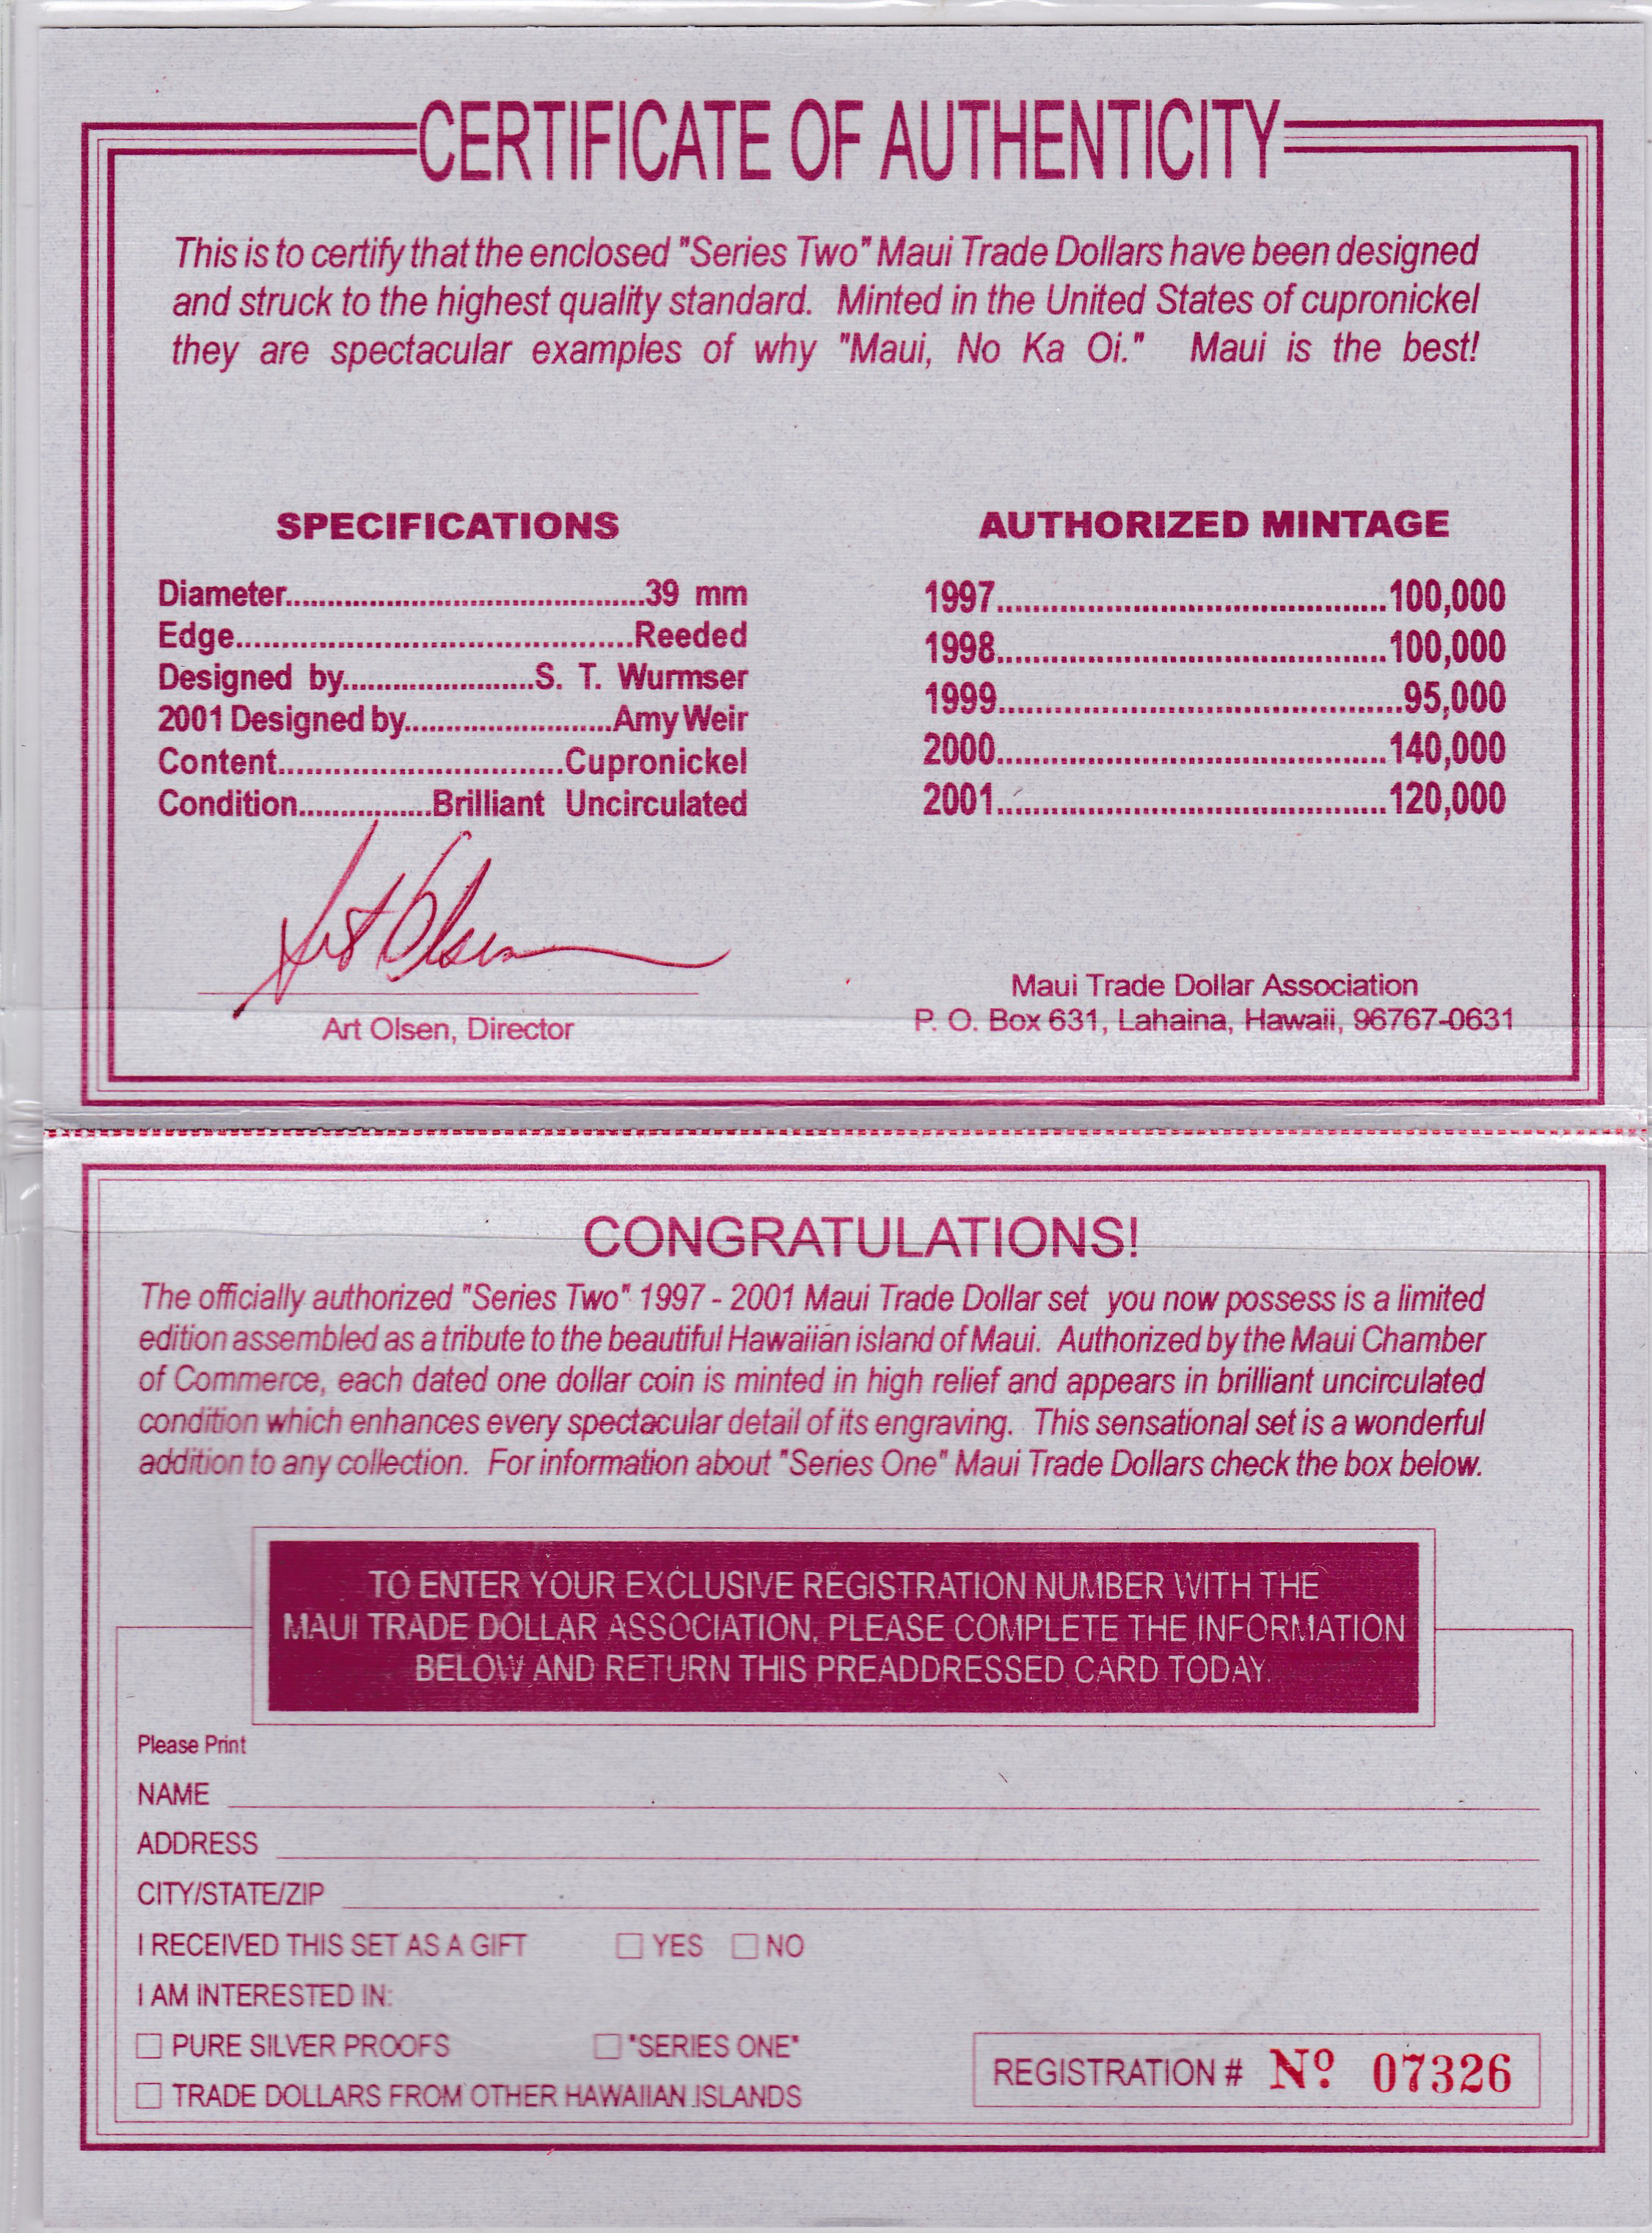 CERTIFICATE OF AUTHENTICITY
This is to certify that the enclosed "Series Two" Maui Trade Dollars have been designed
and struck to the highest quality standard. Minted in the United States of cupronickel
they are spectacular examples of why "Maui, No Ka Oi." Maui is the best!
SPECIFICATIONS
Diameter...........................................39 mm
Edge...............................................Reeded
Designed by.......................S. T. Wurmser
2001 Designed by.........................Amy Weir
Content...............................Cupronickel
Condition................Brilliant Uncirculated
AUTHORIZED MINTAGE
1997..........................................100,000
1998..........................................100,000
1999............................................95,000
2000..........................................140,000
2001..........................................120,000
Art Olsen
Art Olsen, Director
Maui Trade Dollar Association
P. O. Box 631, Lahaina, Hawaii, 96767-0631
CONGRATULATIONS!
The officially authorized "Series Two" 1997 - 2001 Maui Trade Dollar set you now possess is a limited
edition assembled as a tribute to the beautiful Hawaiian island of Maui. Authorized by the Maui Chamber
of Commerce, each dated one dollar coin is minted in high relief and appears in brilliant uncirculated
condition which enhances every spectacular detail of its engraving. This sensational set is a wonderful
addition to any collection. For information about "Series One" Maui Trade Dollars check the box below.
TO ENTER YOUR EXCLUSIVE REGISTRATION NUMBER WITH THE
MAUI TRADE DOLLAR ASSOCIATION, PLEASE COMPLETE THE INFORMATION
BELOW AND RETURN THIS PREADDRESSED CARD TODAY.
Please Print
NAME
ADDRESS
CITY/STATE/ZIP
I RECEIVED THIS SET AS A GIFT YES NO
I AM INTERESTED IN:
PURE SILVER PROOFS "SERIES ONE"
TRADE DOLLARS FROM OTHER HAWAIIAN ISLANDS
REGISTRATION # Nº 07326